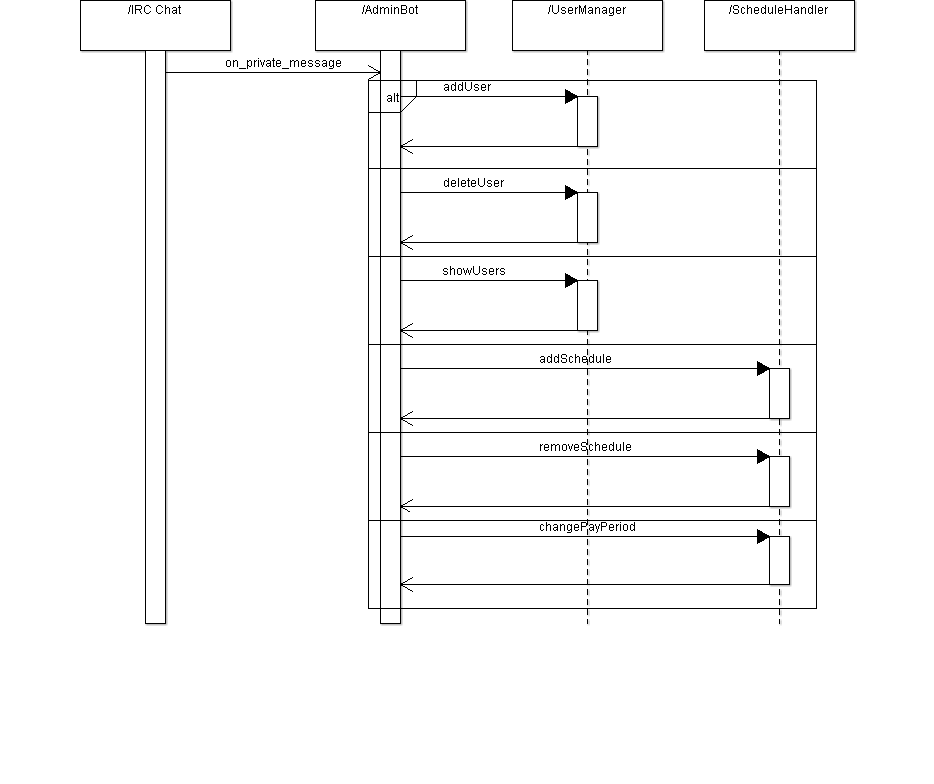 /IRC Chat
/AdminBot
/UserManager
/ScheduleHandler
on_private_message
alt
addUser
deleteUser
showUsers
addSchedule
removeSchedule
changePayPeriod